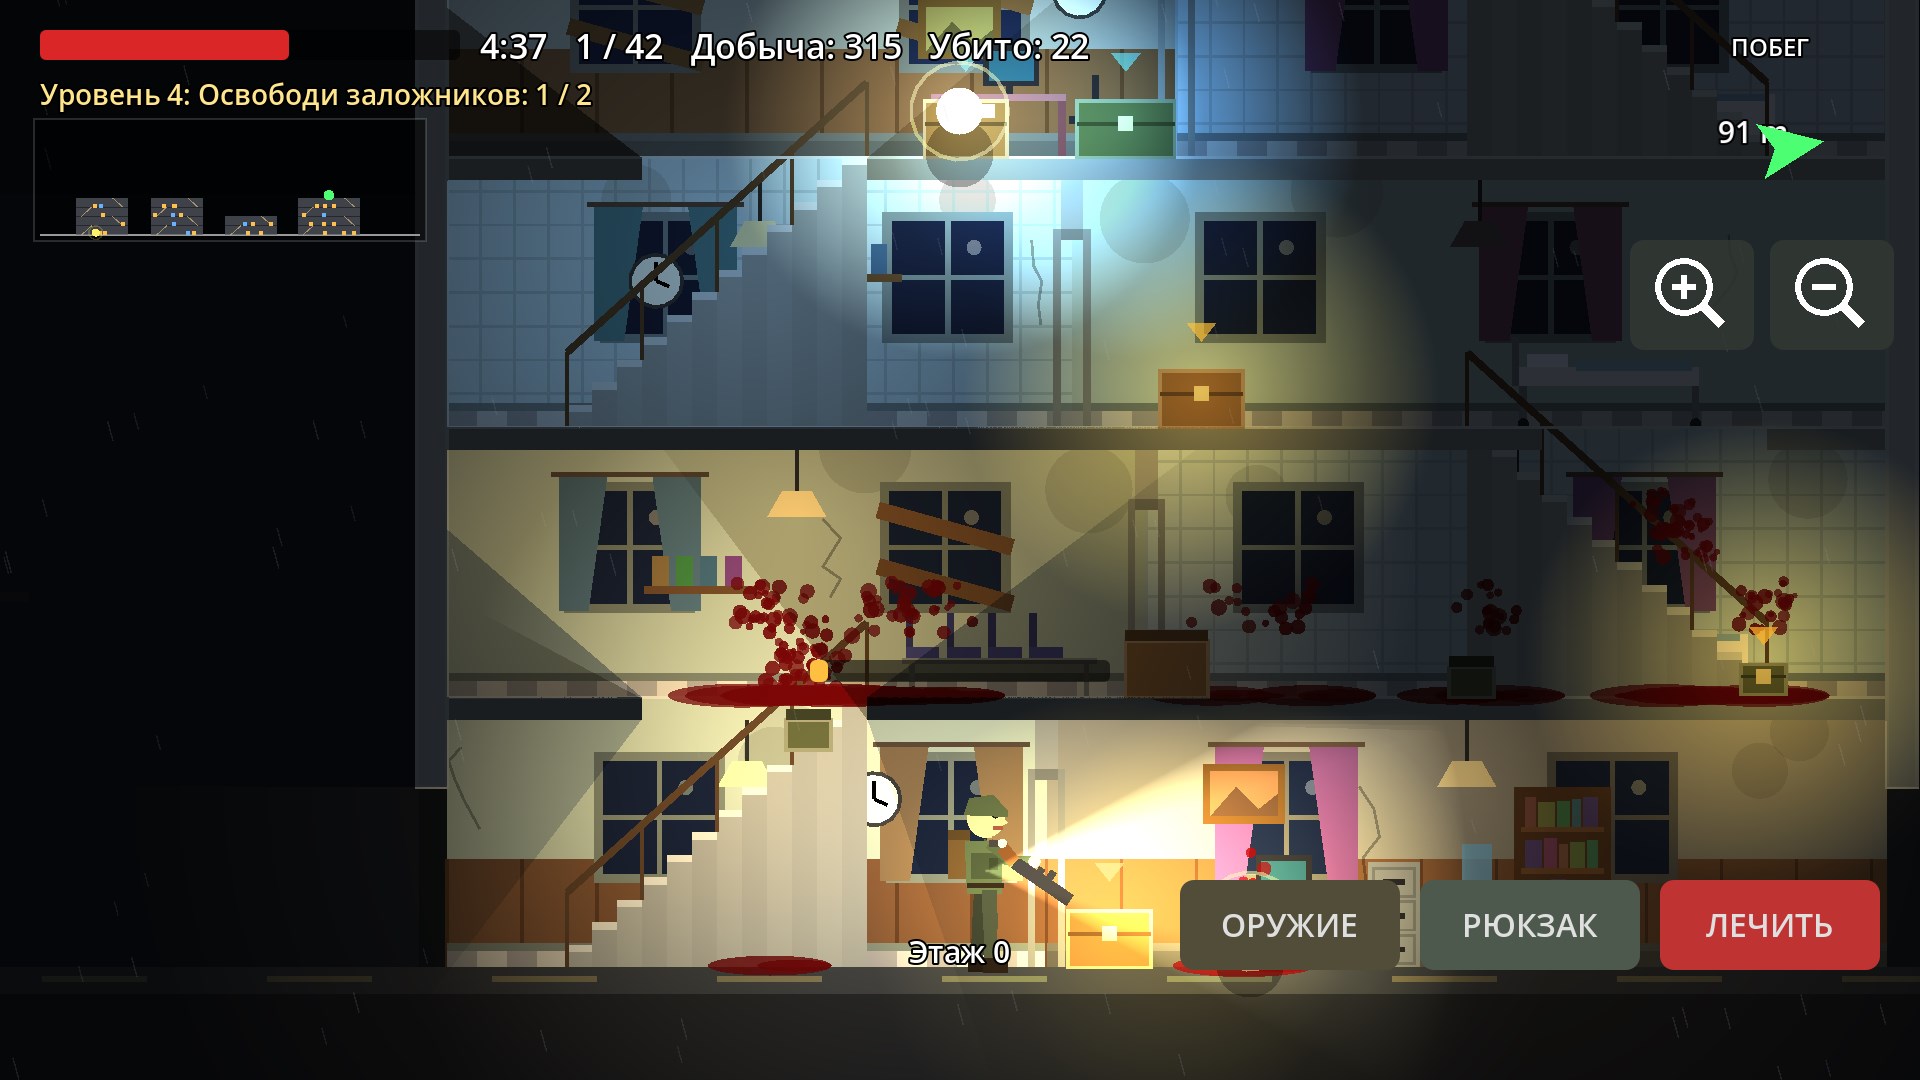 4:37 1 / 42 Добыча: 315 Убито: 22
ПОБЕГ
Уровень 4: Освободи заложников: 1 / 2
91 m
ОРУЖИЕ
РЮКЗАК
ЛЕЧИТЬ
Этаж 0